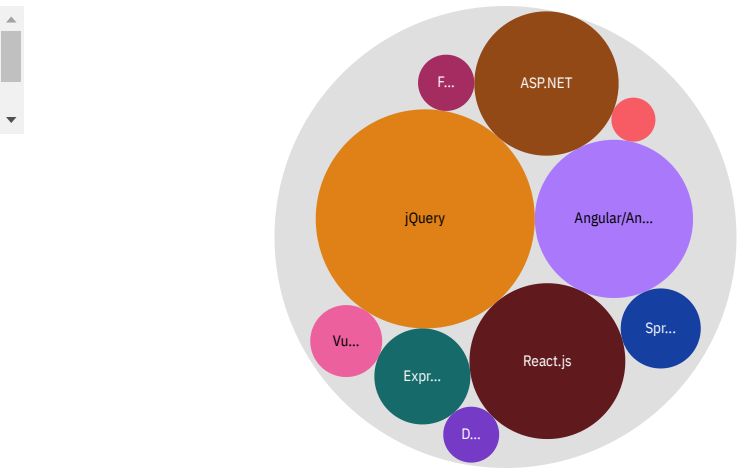 F...
ASP.NET
jQuery
Angular/An...
Spr...
Vu...
React.js
Expr...
D...